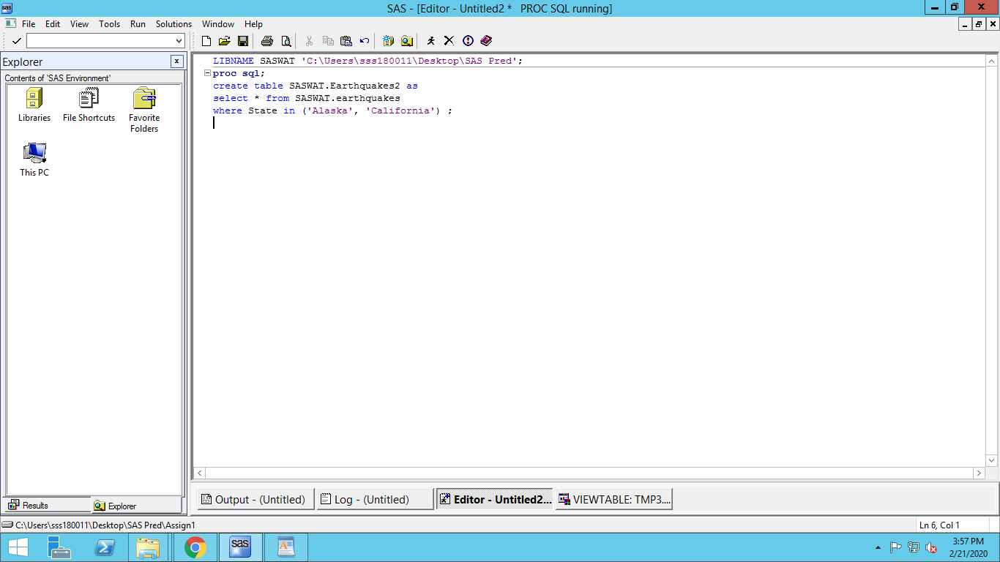 sas SAS - [Editor - Untitled2 * PROC SQL running]
File Edit View Tools Run Solutions Window Help
Explorer
Contents of 'SAS Environment'
Libraries
File Shortcuts
Favorite Folders
This PC
LIBNAME SASWAT 'C:\Users\sss180011\Desktop\SAS Pred';
proc sql;
create table SASWAT.Earthquakes2 as
select * from SASWAT.earthquakes
where State in ('Alaska', 'California') ;
Results
Explorer
Output - (Untitled)
Log - (Untitled)
Editor - Untitled2...
VIEWTABLE: TMP3....
C:\Users\sss180011\Desktop\SAS Pred\Assign1
Ln 6, Col 1
sas
A
3:57 PM
2/21/2020